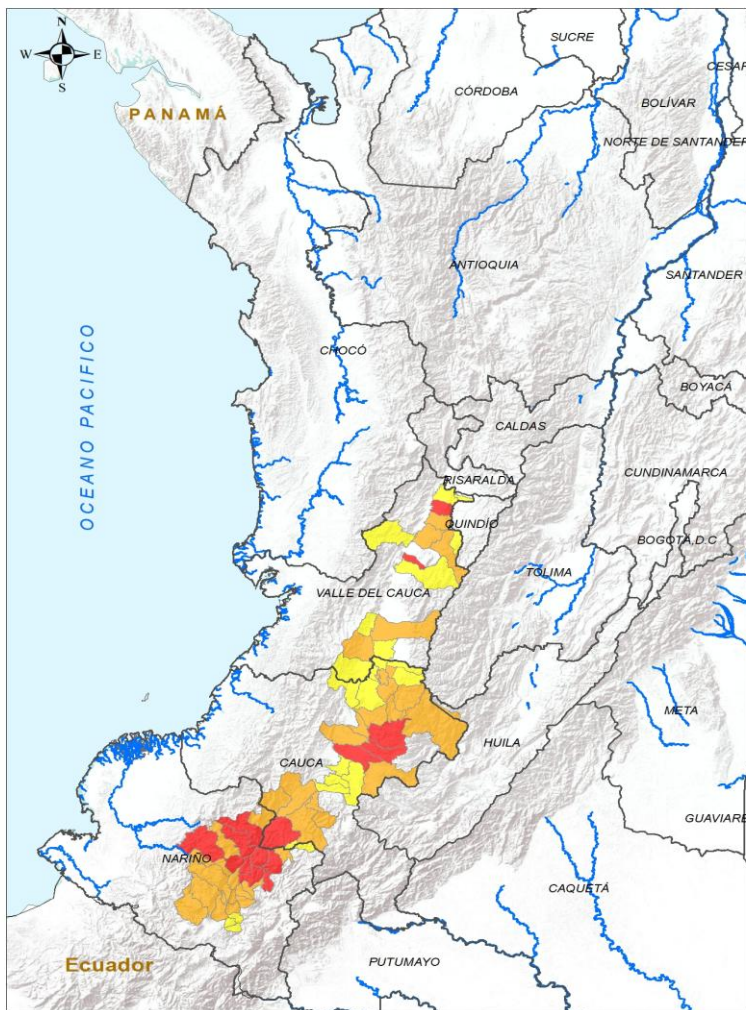 N
W E
S
SUCRE
CESAR
CÓRDOBA
BOLÍVAR
PANAMÁ
NORTE DE SANTANDER
ANTIOQUIA
SANTANDER
OCEANO PACIFICO
CHOCÓ
BOYACÁ
CALDAS
CUNDINAMARCA
RISARALDA
QUINDÍO
BOGOTÁ,D.C
TOLIMA
VALLE DEL CAUCA
META
HUILA
CAUCA
GUAVIARE
NARIÑO
CAQUETÁ
Ecuador
PUTUMAYO